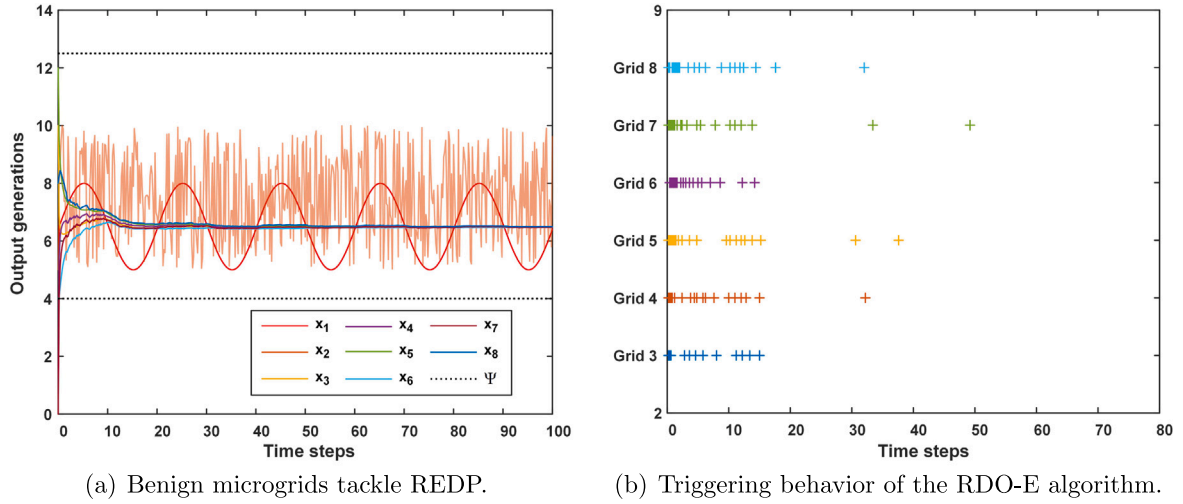 14
12
10
8
6
4
2
0
Output generations
0 10 20 30 40 50 60 70 80 90 100
Time steps
x1 x4 x7
x2 x5 x8
x3 x6 Ψ
(a) Benign microgrids tackle REDP.
9
Grid 8
Grid 7
Grid 6
Grid 5
Grid 4
Grid 3
2
0 10 20 30 40 50 60 70 80
Time steps
(b) Triggering behavior of the RDO-E algorithm.